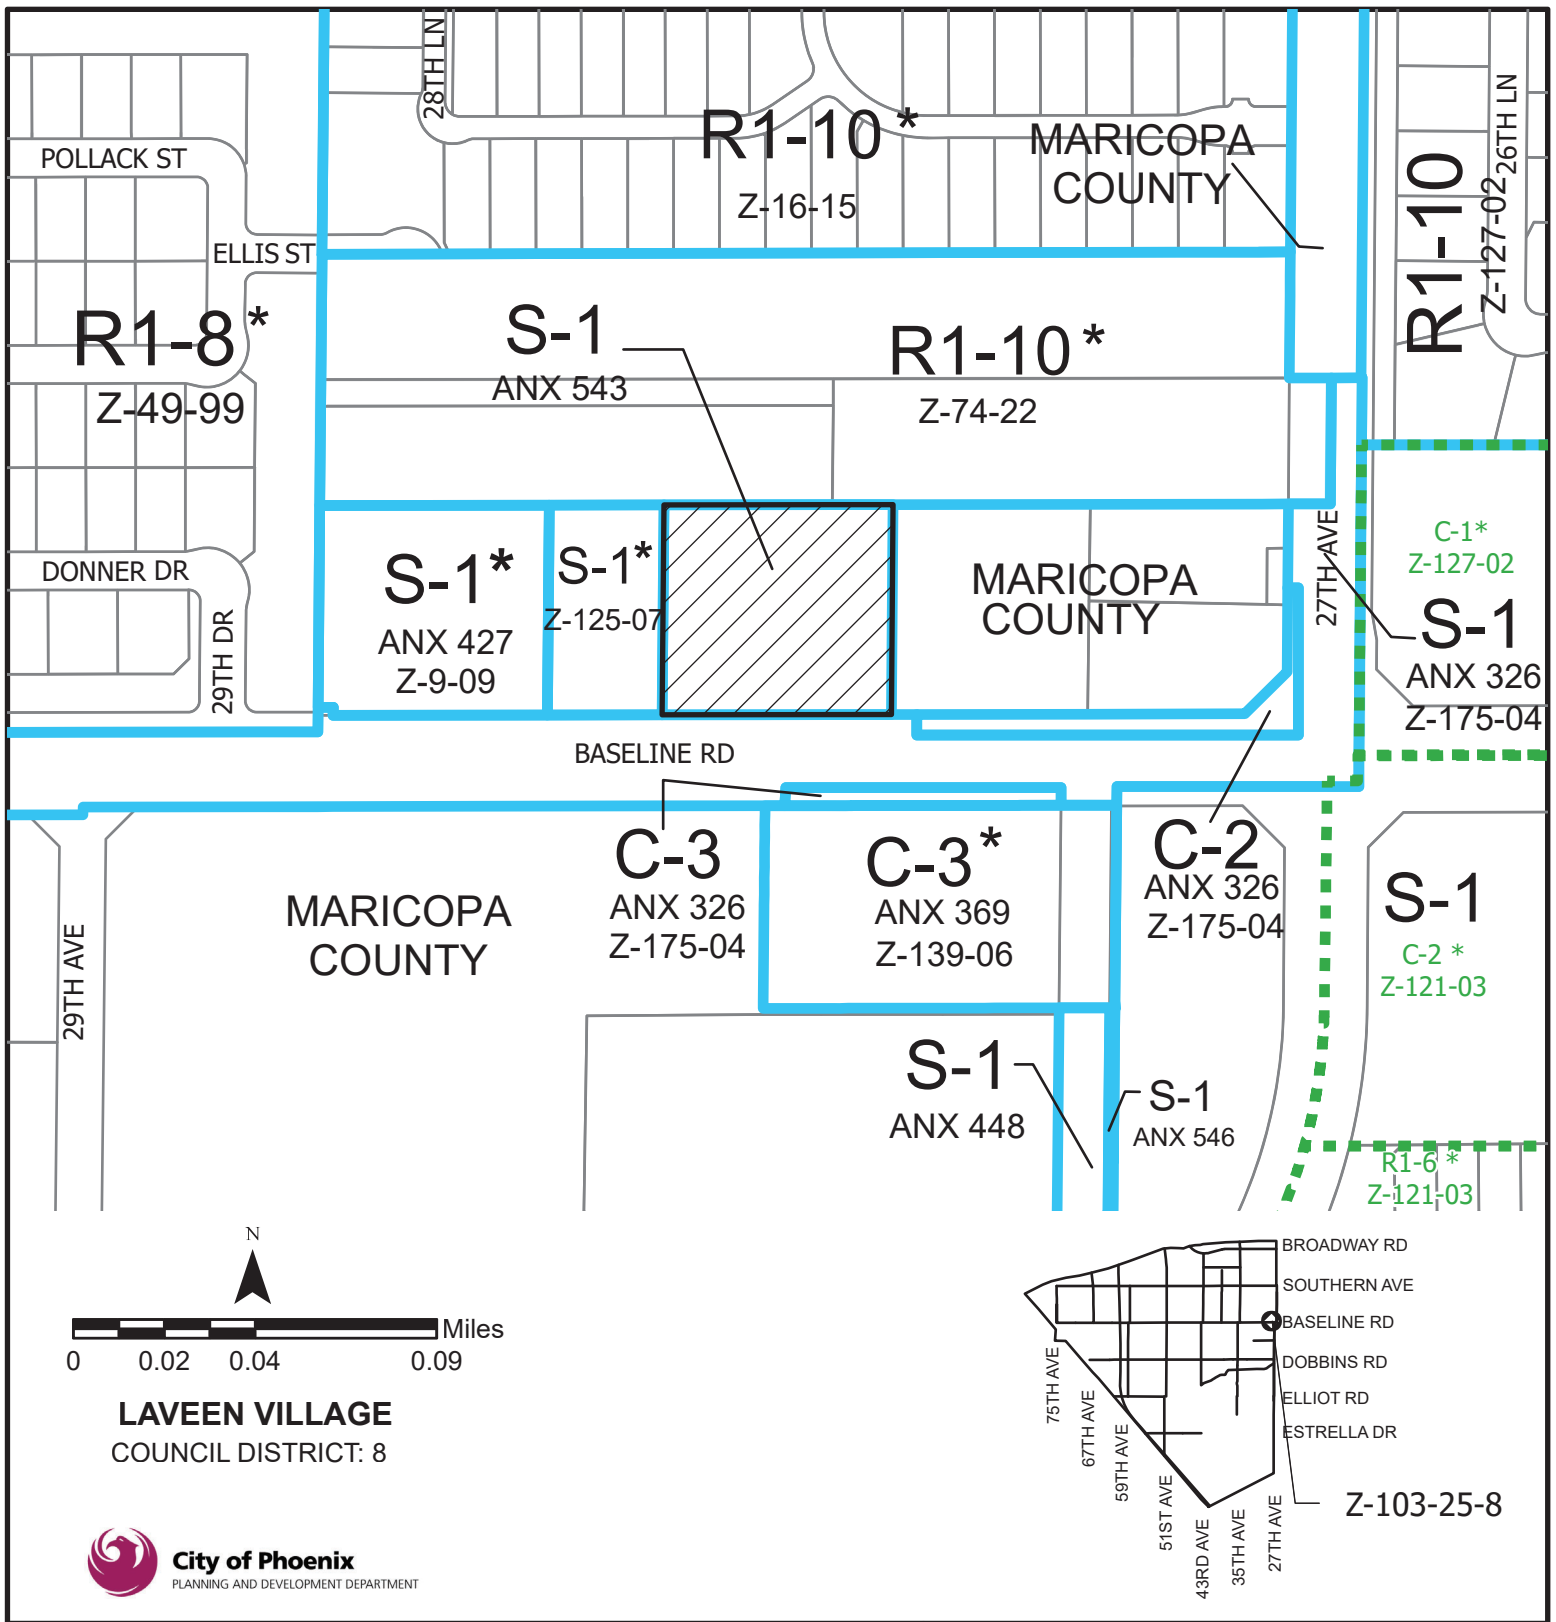 28TH LN
R1-10 *
Z-16-15
MARICOPA
COUNTY
26TH LN
R1-10
Z-127-02
POLLACK ST
ELLIS ST
R1-8 *
Z-49-99
S-1
ANX 543
R1-10 *
Z-74-22
DONNER DR
29TH DR
S-1*
ANX 427
Z-9-09
S-1*
Z-125-07
MARICOPA
COUNTY
27TH AVE
C-1*
Z-127-02
S-1
ANX 326
Z-175-04
BASELINE RD
29TH AVE
MARICOPA
COUNTY
C-3
ANX 326
Z-175-04
C-3*
ANX 369
Z-139-06
C-2
ANX 326
Z-175-04
S-1
C-2 *
Z-121-03
S-1
ANX 448
S-1
ANX 546
R1-6 *
Z-121-03
N
Miles
0 0.02 0.04 0.09
LAVEEN VILLAGE
COUNCIL DISTRICT: 8
City of Phoenix
PLANNING AND DEVELOPMENT DEPARTMENT
BROADWAY RD
SOUTHERN AVE
BASELINE RD
DOBBINS RD
ELLIOT RD
ESTRELLA DR
75TH AVE
67TH AVE
59TH AVE
51ST AVE
43RD AVE
35TH AVE
27TH AVE
Z-103-25-8